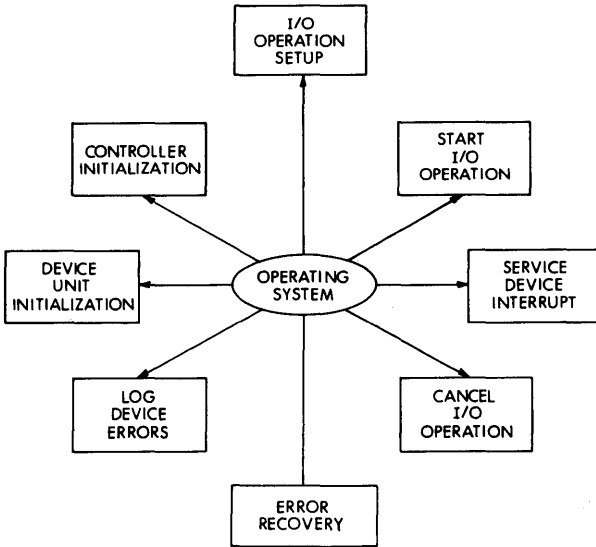 I/O
OPERATION
SETUP
CONTROLLER
INITIALIZATION
START
I/O
OPERATION
DEVICE
UNIT
INITIALIZATION
OPERATING
SYSTEM
SERVICE
DEVICE
INTERRUPT
LOG
DEVICE
ERRORS
CANCEL
I/O
OPERATION
ERROR
RECOVERY